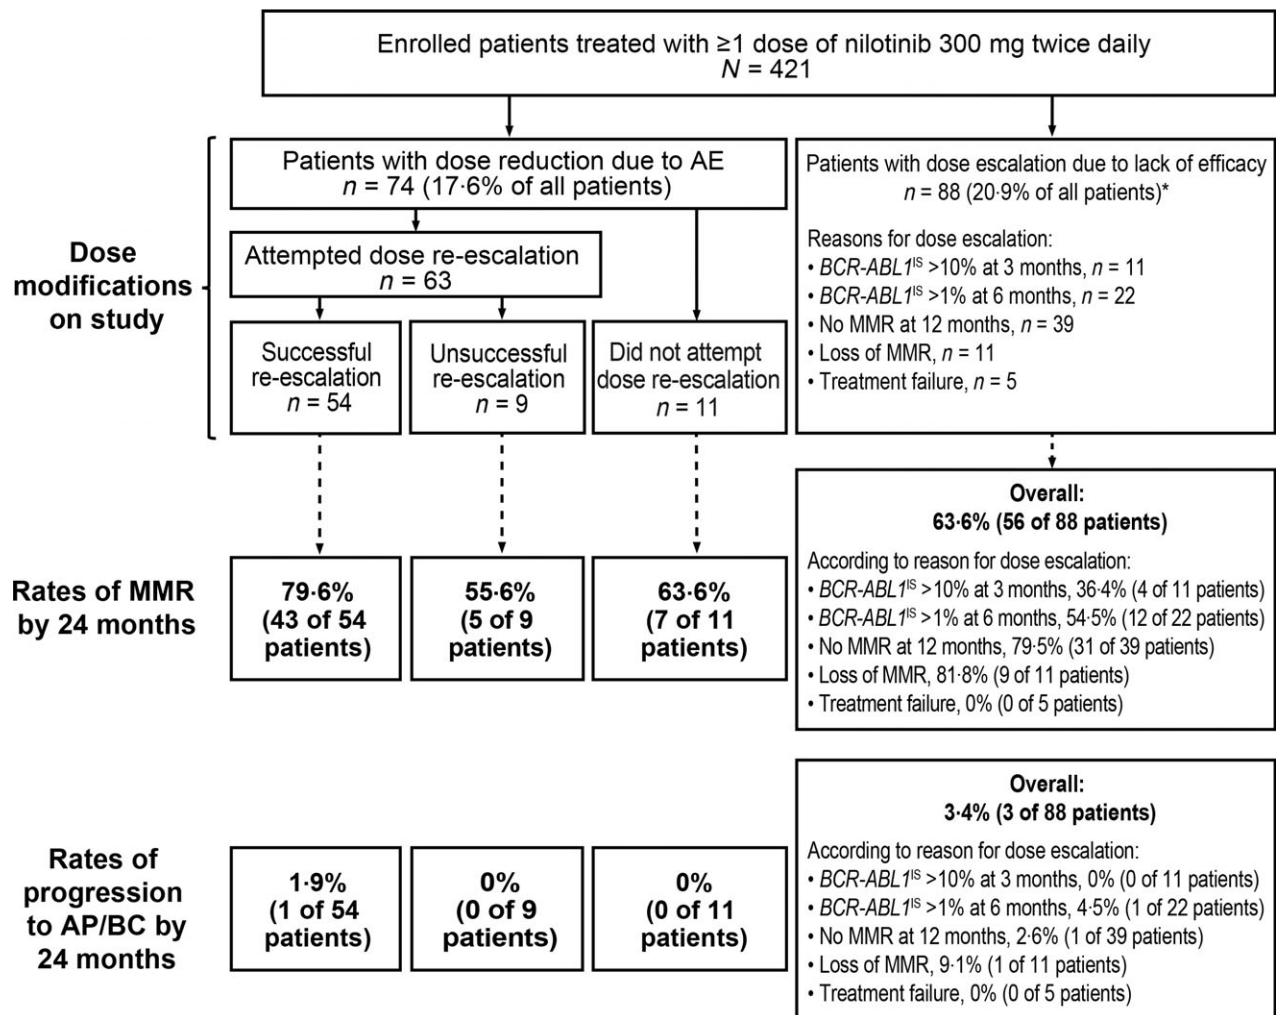 Enrolled patients treated with ≥1 dose of nilotinib 300 mg twice daily
N = 421
Dose
modifications
on study
Patients with dose reduction due to AE
n = 74 (17·6% of all patients)
Attempted dose re-escalation
n = 63
Successful
re-escalation
n = 54
Unsuccessful
re-escalation
n = 9
Did not attempt
dose re-escalation
n = 11
Patients with dose escalation due to lack of efficacy
n = 88 (20·9% of all patients)*
Reasons for dose escalation:
• BCR-ABL1ᴵˢ >10% at 3 months, n = 11
• BCR-ABL1ᴵˢ >1% at 6 months, n = 22
• No MMR at 12 months, n = 39
• Loss of MMR, n = 11
• Treatment failure, n = 5
Rates of MMR
by 24 months
79·6%
(43 of 54
patients)
55·6%
(5 of 9
patients)
63·6%
(7 of 11
patients)
Overall:
63·6% (56 of 88 patients)
According to reason for dose escalation:
• BCR-ABL1ᴵˢ >10% at 3 months, 36·4% (4 of 11 patients)
• BCR-ABL1ᴵˢ >1% at 6 months, 54·5% (12 of 22 patients)
• No MMR at 12 months, 79·5% (31 of 39 patients)
• Loss of MMR, 81·8% (9 of 11 patients)
• Treatment failure, 0% (0 of 5 patients)
Rates of
progression
to AP/BC by
24 months
1·9%
(1 of 54
patients)
0%
(0 of 9
patients)
0%
(0 of 11
patients)
Overall:
3·4% (3 of 88 patients)
According to reason for dose escalation:
• BCR-ABL1ᴵˢ >10% at 3 months, 0% (0 of 11 patients)
• BCR-ABL1ᴵˢ >1% at 6 months, 4·5% (1 of 22 patients)
• No MMR at 12 months, 2·6% (1 of 39 patients)
• Loss of MMR, 9·1% (1 of 11 patients)
• Treatment failure, 0% (0 of 5 patients)